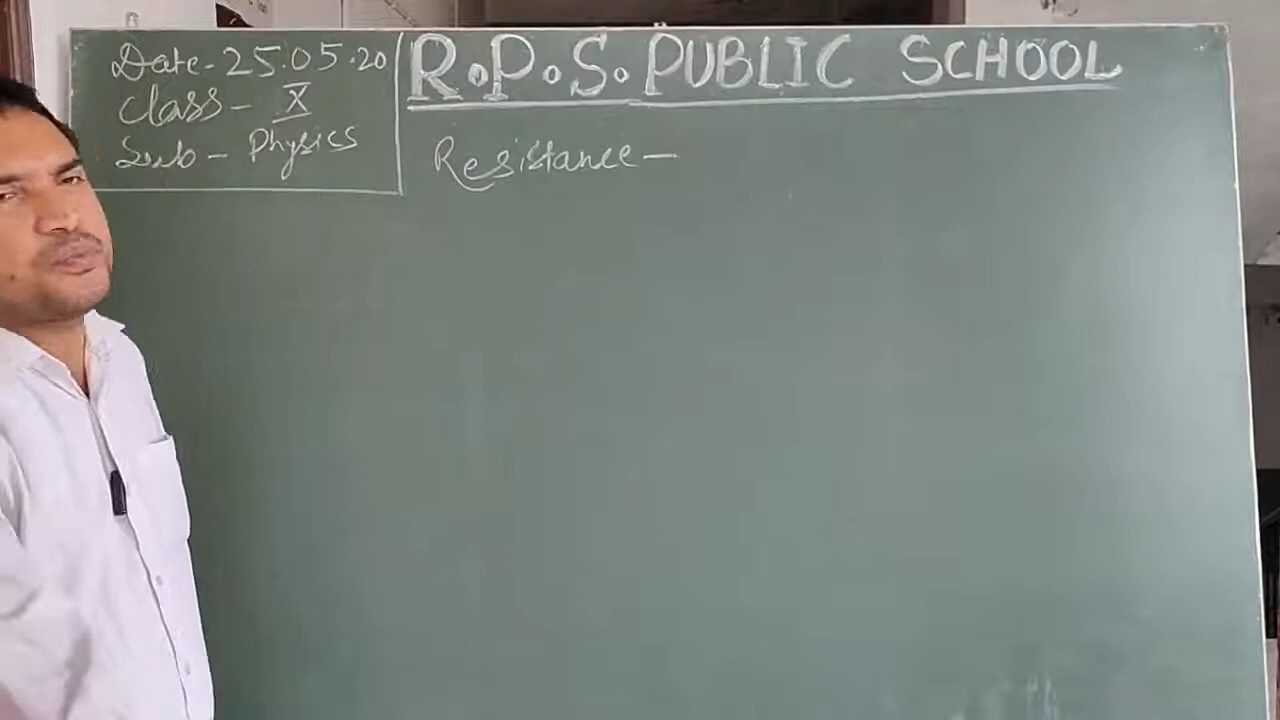 Date - 25.05.20
Class - X
Sub - Physics
R.P.S. PUBLIC SCHOOL
Resistance -